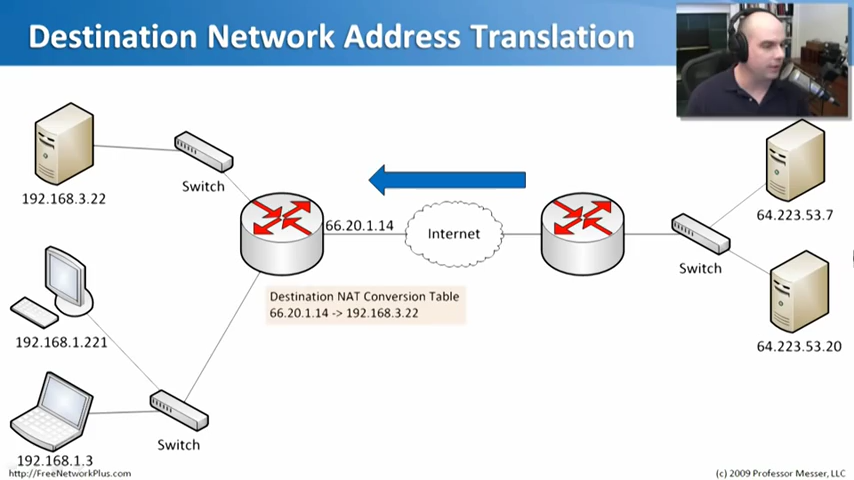 Destination Network Address Translation
192.168.3.22
Switch
66.20.1.14
Internet
64.223.53.7
Switch
Destination NAT Conversion Table
66.20.1.14 -> 192.168.3.22
192.168.1.221
64.223.53.20
Switch
192.168.1.3
http://FreeNetworkPlus.com
(c) 2009 Professor Messer, LLC